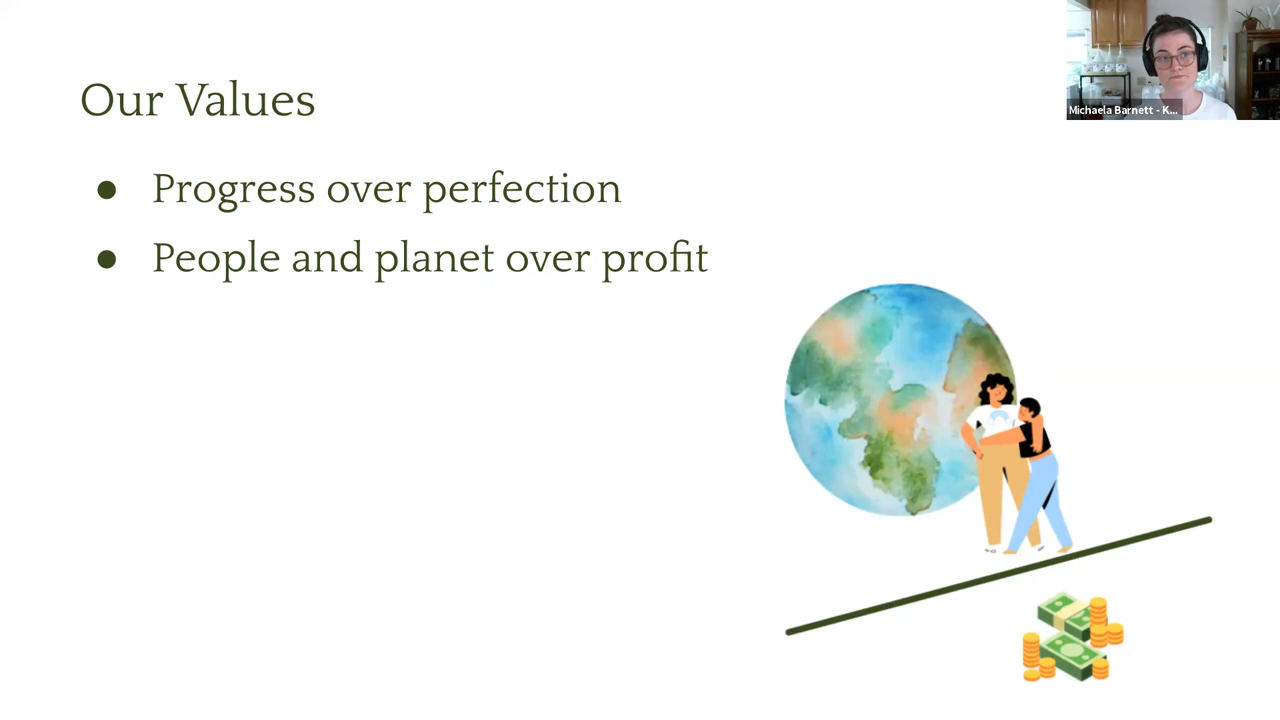 Our Values
● Progress over perfection
● People and planet over profit
Michaela Barnett - K...